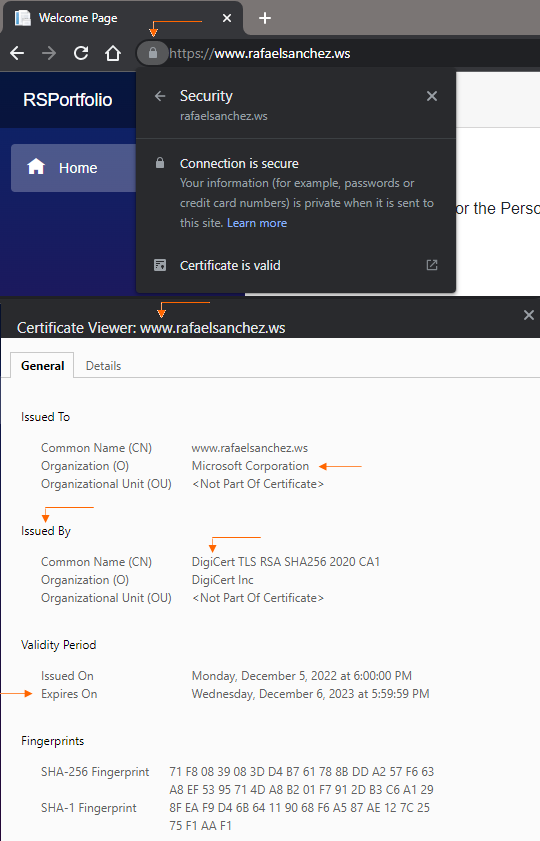 Welcome Page
https://www.rafaelsanchez.ws
RSPortfolio
Home
Security
rafaelsanchez.ws
Connection is secure
Your information (for example, passwords or
credit card numbers) is private when it is sent to
this site. Learn more
or the Perso
Certificate is valid
Certificate Viewer: www.rafaelsanchez.ws
General Details
Issued To
Common Name (CN) www.rafaelsanchez.ws
Organization (O) Microsoft Corporation
Organizational Unit (OU) <Not Part Of Certificate>
Issued By
Common Name (CN) DigiCert TLS RSA SHA256 2020 CA1
Organization (O) DigiCert Inc
Organizational Unit (OU) <Not Part Of Certificate>
Validity Period
Issued On Monday, December 5, 2022 at 6:00:00 PM
Expires On Wednesday, December 6, 2023 at 5:59:59 PM
Fingerprints
SHA-256 Fingerprint 71 F8 08 39 08 3D D4 B7 61 78 8B DD A2 57 F6 63
A8 EF 53 95 71 4D A8 B2 01 F7 91 2D B3 C6 A1 29
SHA-1 Fingerprint 8F EA F9 D4 6B 64 11 90 68 F6 A5 87 AE 12 7C 25
75 F1 AA F1